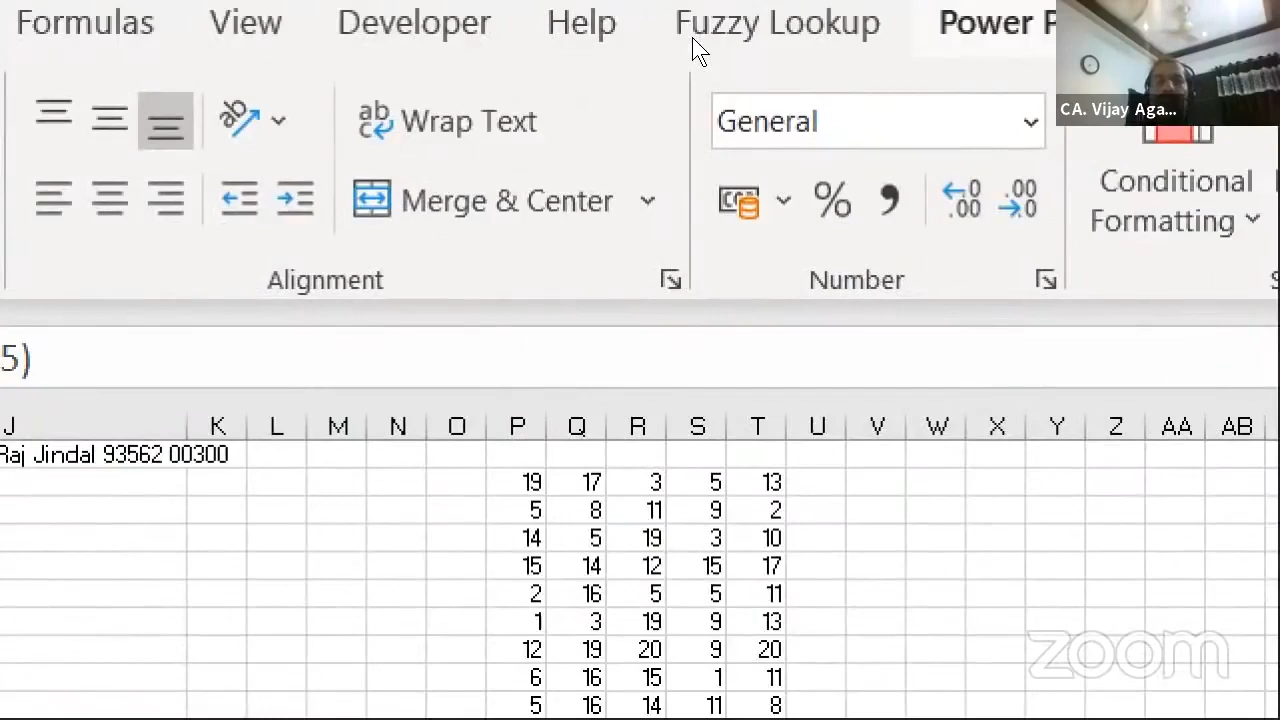 Formulas View Developer Help Fuzzy Lookup Power P
CA. Vijay Aga...
ab Wrap Text General
Merge & Center % , .00 .00
Conditional
Formatting
Alignment Number
5)
J K L M N O P Q R S T U V W X Y Z AA AB
Raj Jindal 93562 00300
19 17 3 5 13
5 8 11 9 2
14 5 19 3 10
15 14 12 15 17
2 16 5 5 11
1 3 19 9 13
12 19 20 9 20
6 16 15 1 11
5 16 14 11 8
zoom